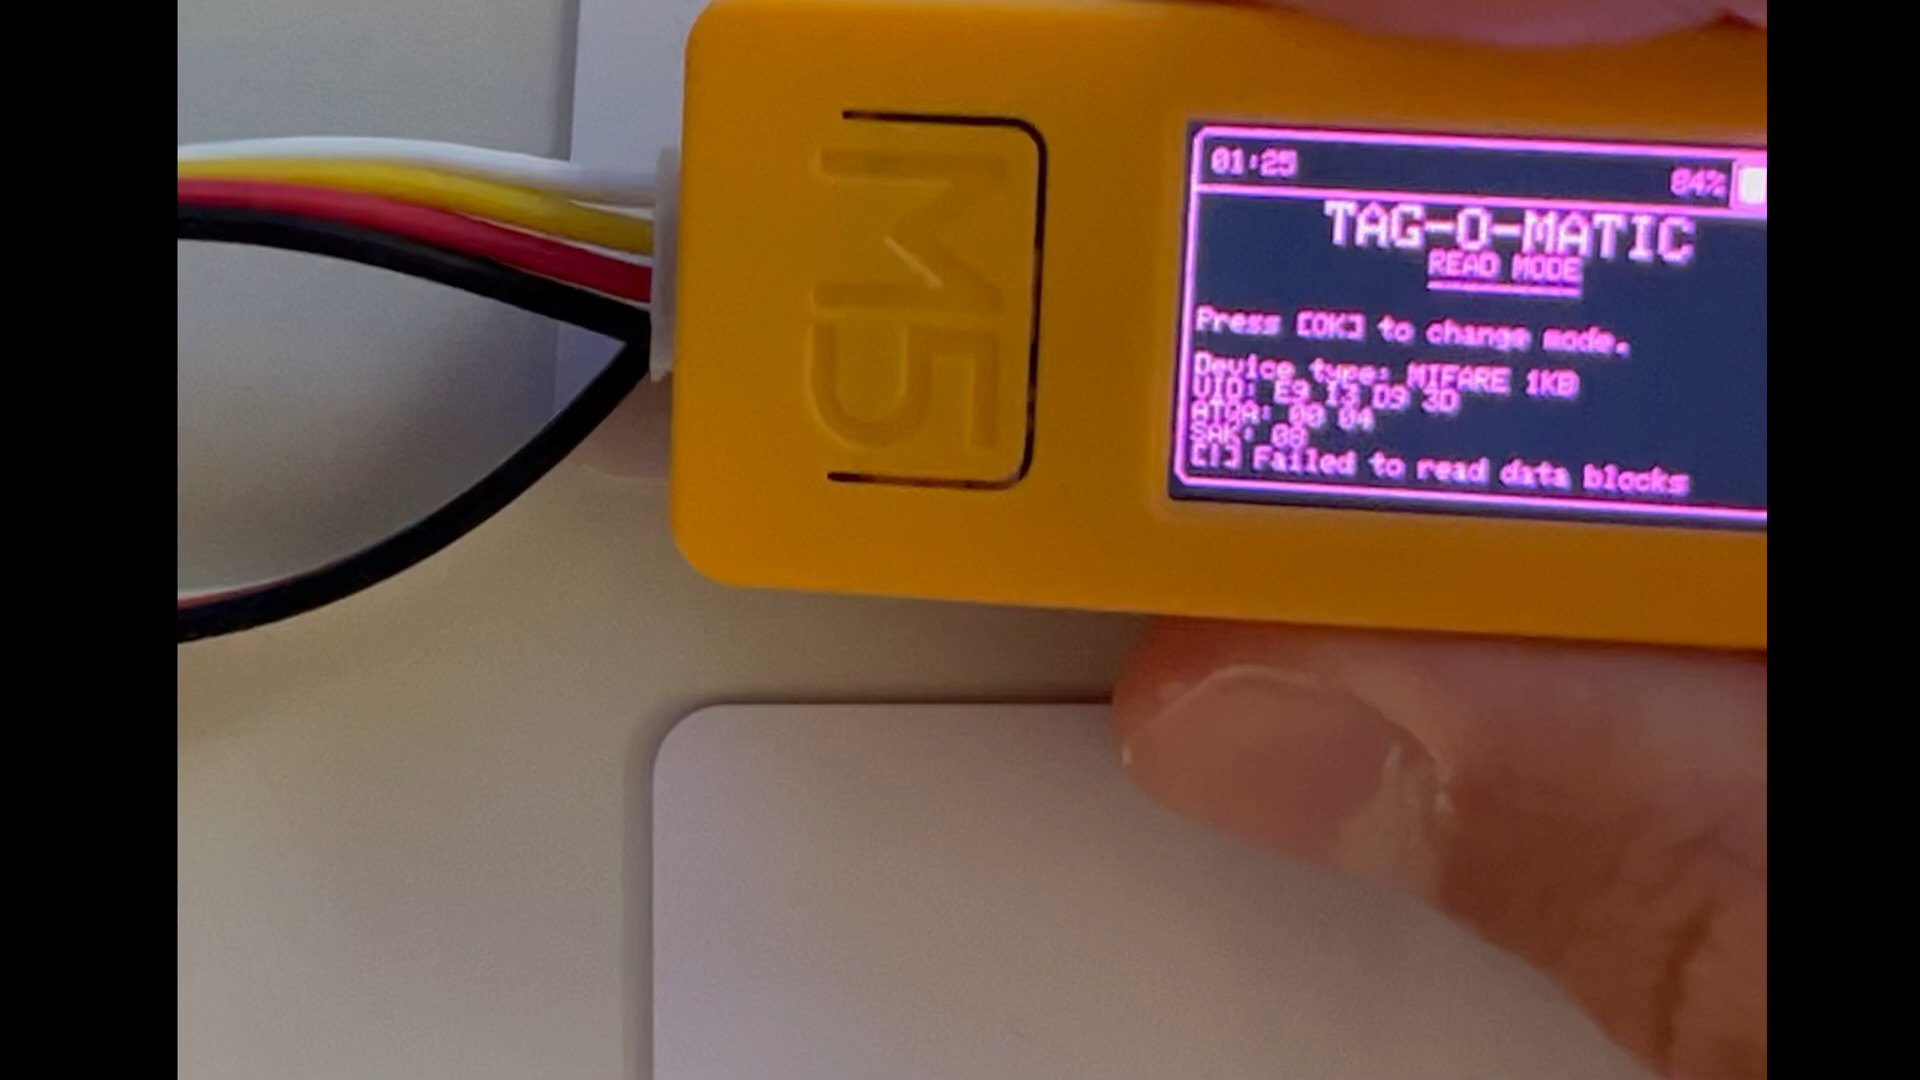 M5
01:25 84%
TAG-O-MATIC
READ MODE
Press [OK] to change mode.
Device type: MIFARE 1KB
UID: E9 13 D9 3D
ATQA: 00 04
SAK: 08
[!] Failed to read data blocks